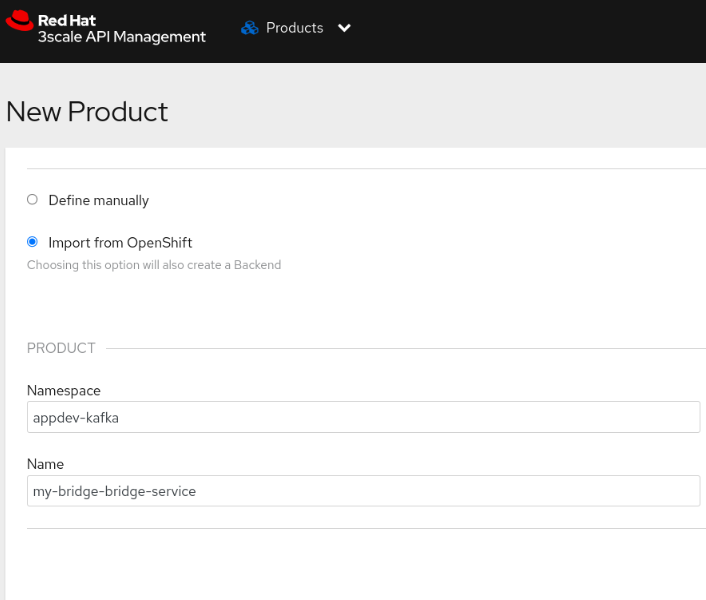 Red Hat
3scale API Management
Products
New Product
Define manually
Import from OpenShift
Choosing this option will also create a Backend
PRODUCT
Namespace
appdev-kafka
Name
my-bridge-bridge-service